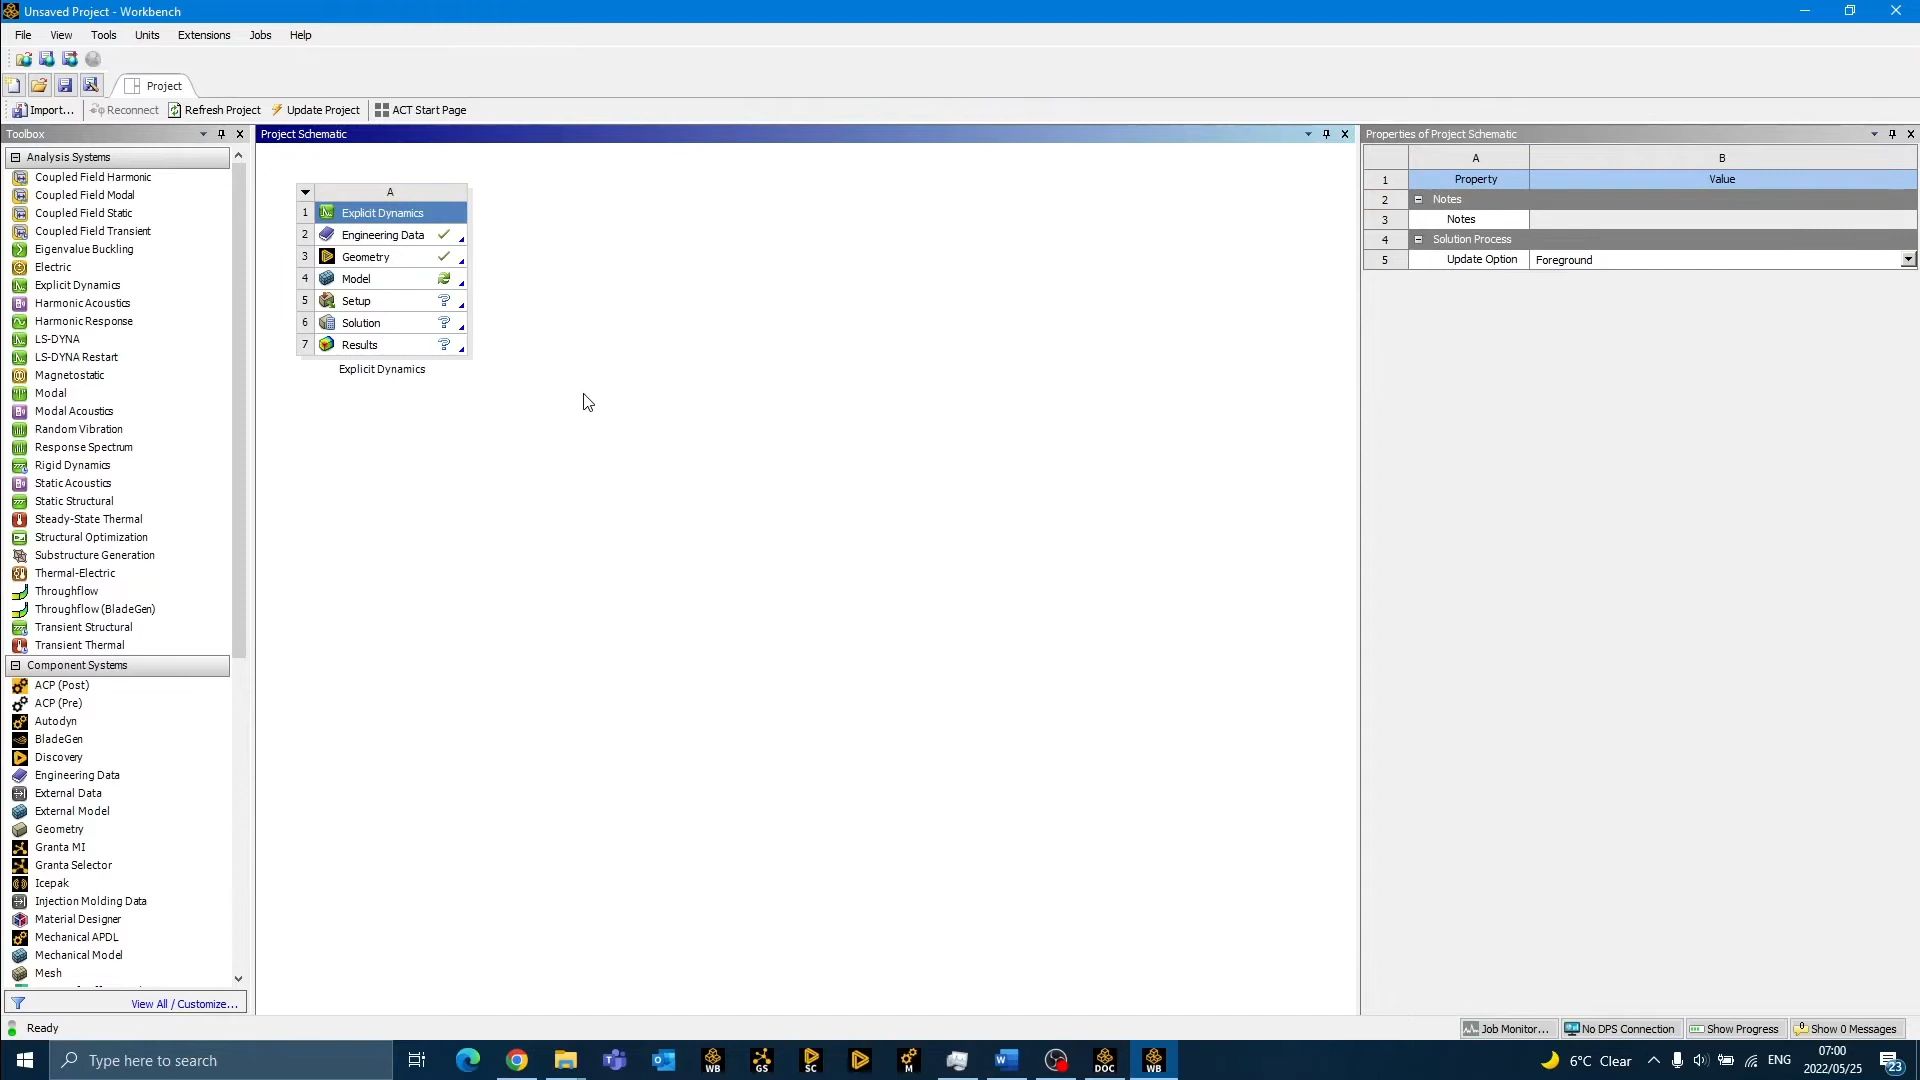 Unsaved Project - Workbench
File View Tools Units Extensions Jobs Help
Project
Import... Reconnect Refresh Project Update Project ACT Start Page
Toolbox
Analysis Systems
Coupled Field Harmonic
Coupled Field Modal
Coupled Field Static
Coupled Field Transient
Eigenvalue Buckling
Electric
Explicit Dynamics
Harmonic Acoustics
Harmonic Response
LS-DYNA
LS-DYNA Restart
Magnetostatic
Modal
Modal Acoustics
Random Vibration
Response Spectrum
Rigid Dynamics
Static Acoustics
Static Structural
Steady-State Thermal
Structural Optimization
Substructure Generation
Thermal-Electric
Throughflow
Throughflow (BladeGen)
Transient Structural
Transient Thermal
Component Systems
ACP (Post)
ACP (Pre)
Autodyn
BladeGen
Discovery
Engineering Data
External Data
External Model
Geometry
Granta MI
Granta Selector
Icepak
Injection Molding Data
Material Designer
Mechanical APDL
Mechanical Model
Mesh
View All / Customize...
Project Schematic
A
1 Explicit Dynamics
2 Engineering Data
3 Geometry
4 Model
5 Setup ?
6 Solution ?
7 Results ?
Explicit Dynamics
Properties of Project Schematic
A B
1 Property Value
2 Notes
3 Notes
4 Solution Process
5 Update Option Foreground
Ready
Job Monitor... No DPS Connection Show Progress Show 0 Messages
Type here to search
WB GS SC M DOC WB
6°C Clear ENG
07:00
2022/05/25
23